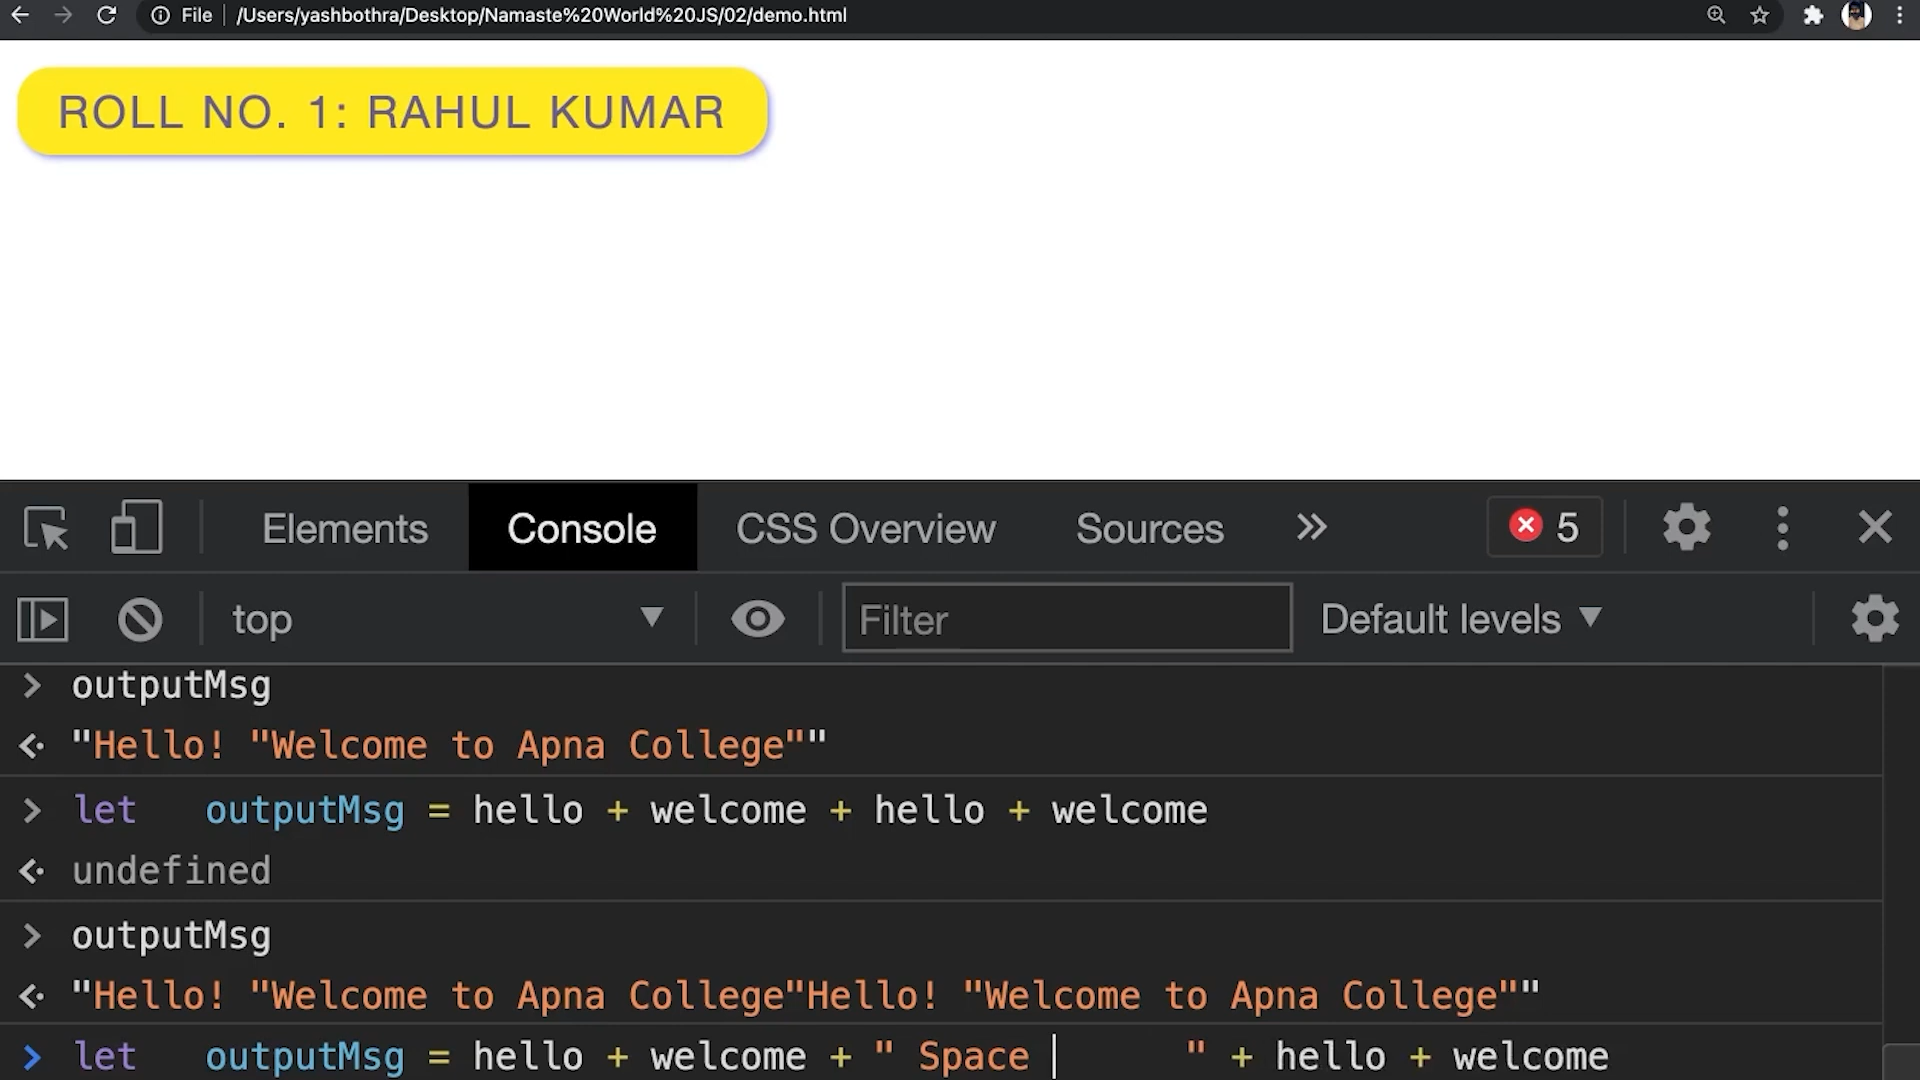 File /Users/yashbothra/Desktop/Namaste%20World%20JS/02/demo.html
ROLL NO. 1: RAHUL KUMAR
Elements Console CSS Overview Sources 5
top Filter Default levels
outputMsg
"Hello! "Welcome to Apna College""
let outputMsg = hello + welcome + hello + welcome
undefined
outputMsg
"Hello! "Welcome to Apna College"Hello! "Welcome to Apna College""
let outputMsg = hello + welcome + " Space " + hello + welcome